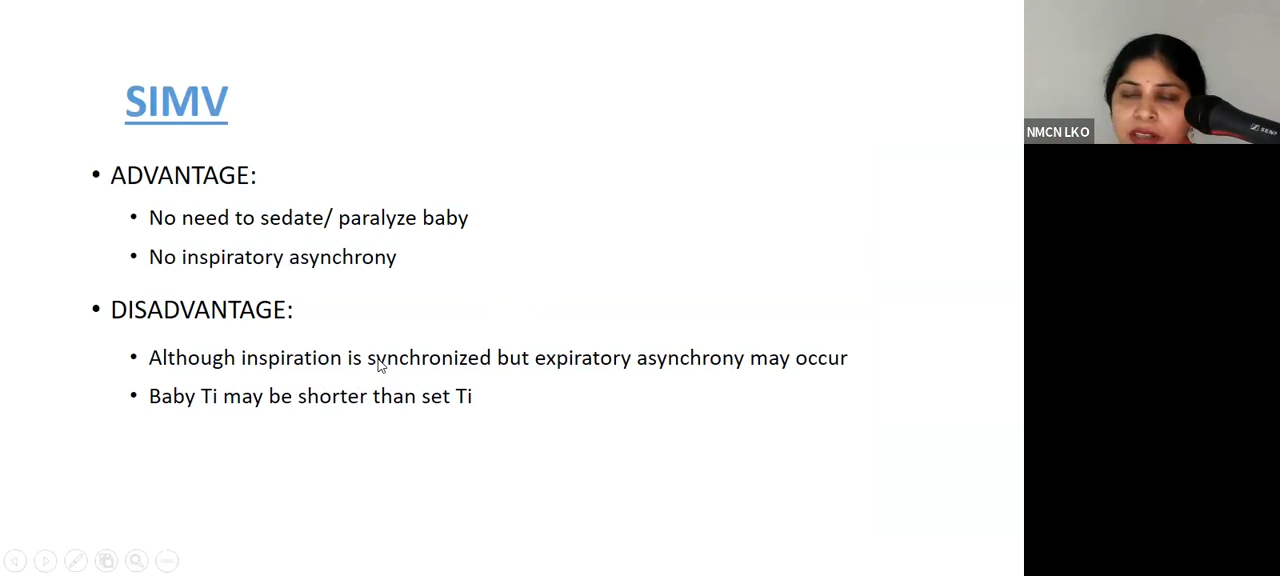 SIMV
• ADVANTAGE:
• No need to sedate/ paralyze baby
• No inspiratory asynchrony
• DISADVANTAGE:
• Although inspiration is synchronized but expiratory asynchrony may occur
• Baby Ti may be shorter than set Ti
NMCN LKO